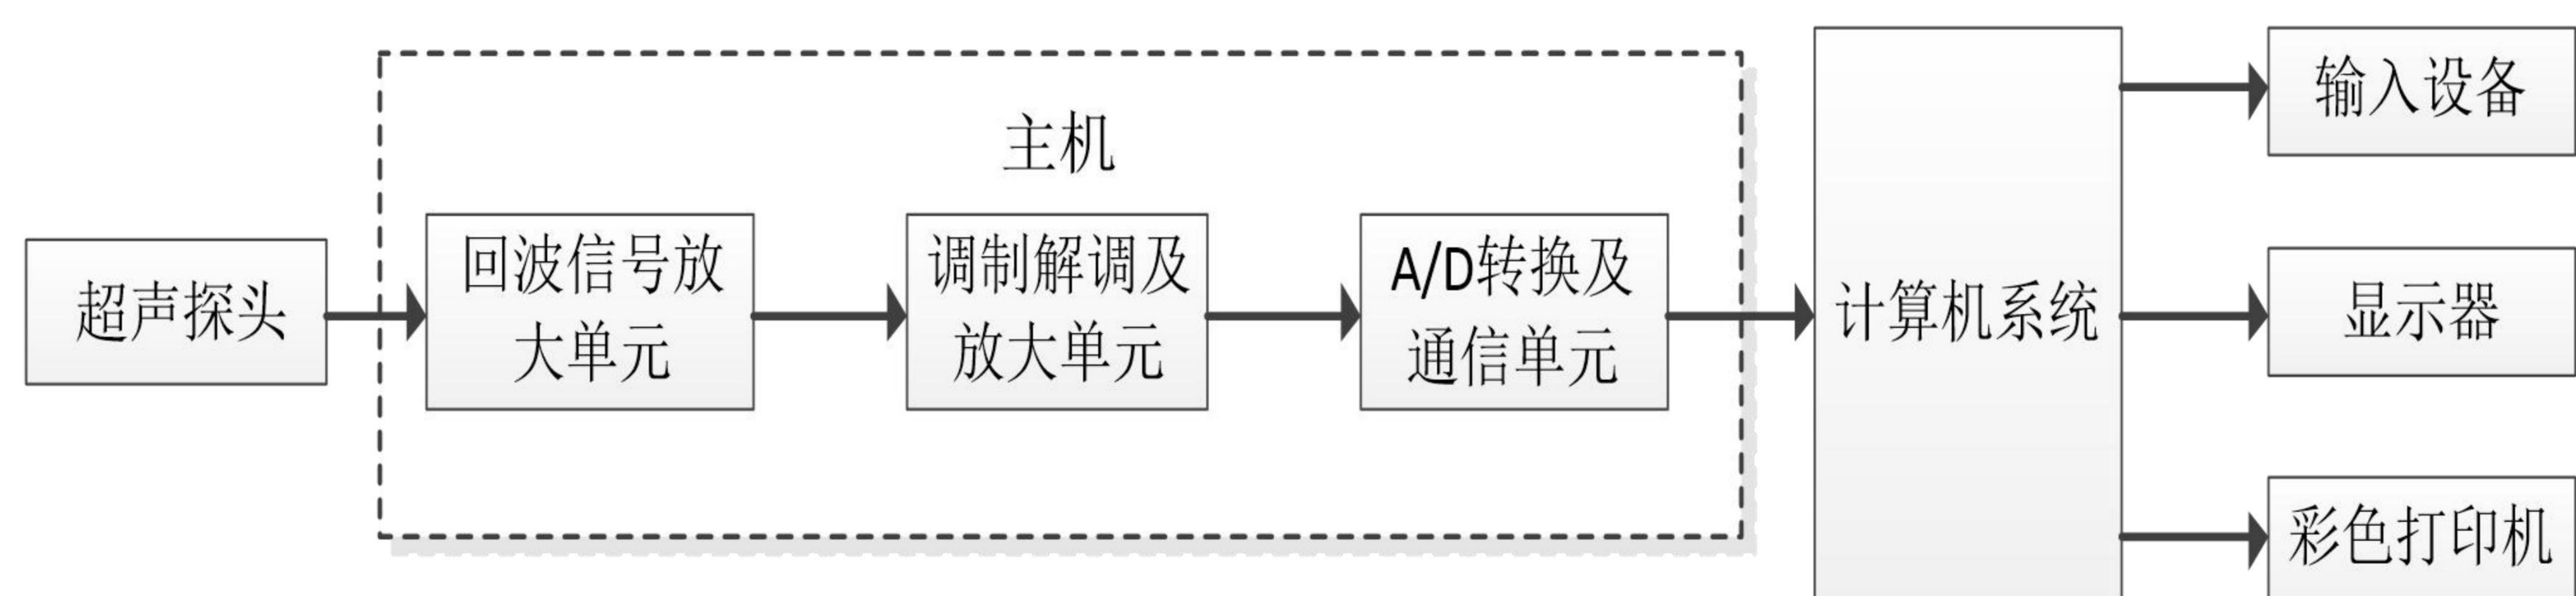 主机
超声探头
回波信号放
大单元
调制解调及
放大单元
A/D转换及
通信单元
计算机系统
输入设备
显示器
彩色打印机